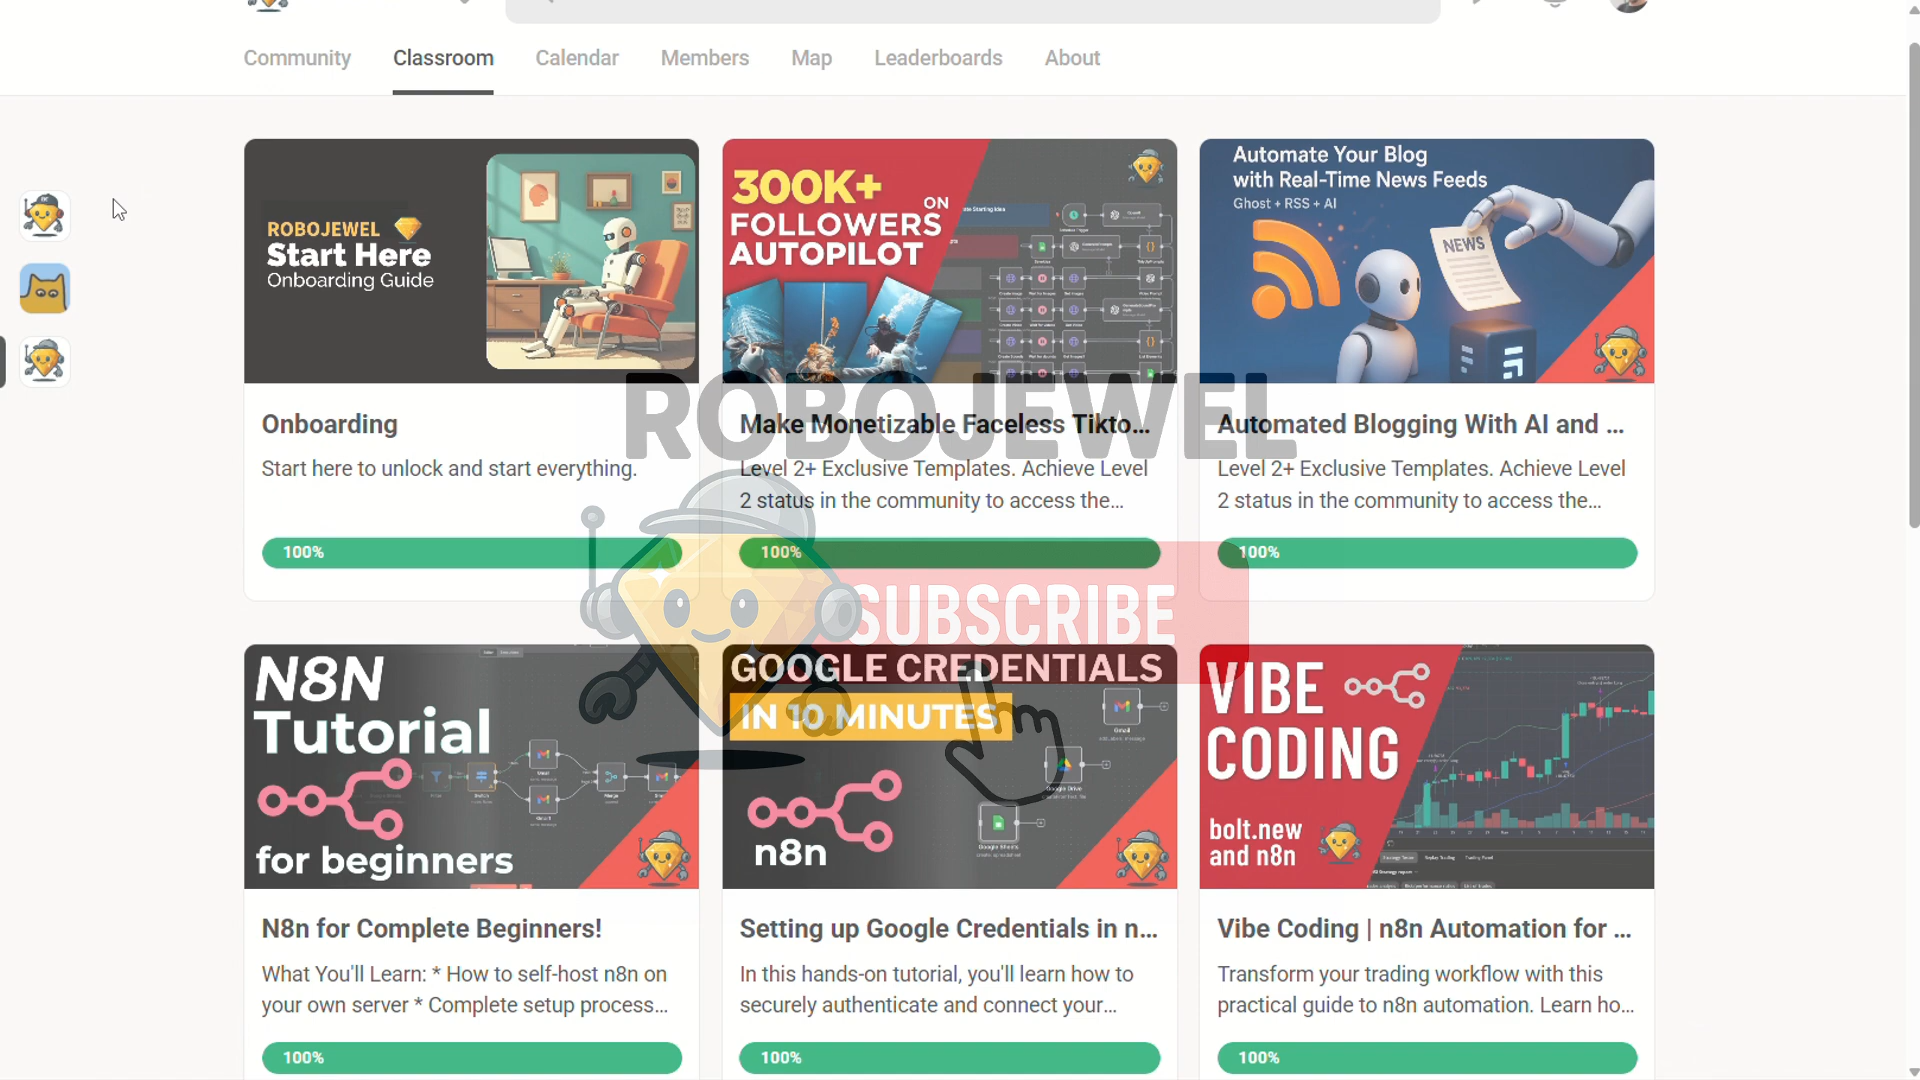 Community Classroom Calendar Members Map Leaderboards About
ROBOJEWEL
Start Here
Onboarding Guide
300K+
ON
FOLLOWERS
AUTOPILOT
Automate Your Blog
with Real-Time News Feeds
Ghost + RSS + AI
NEWS
ROBOJEWEL
Onboarding
Start here to unlock and start everything.
100%
Make Monetizable Faceless Tikto...
Level 2+ Exclusive Templates. Achieve Level
2 status in the community to access the...
100%
Automated Blogging With AI and ...
Level 2+ Exclusive Templates. Achieve Level
2 status in the community to access the...
100%
SUBSCRIBE
N8N
Tutorial
for beginners
GOOGLE CREDENTIALS
IN 10 MINUTES
n8n
Gmail
Google Drive
Google Sheets
VIBE
CODING
bolt.new
and n8n
N8n for Complete Beginners!
What You'll Learn: * How to self-host n8n on
your own server * Complete setup process...
100%
Setting up Google Credentials in n...
In this hands-on tutorial, you'll learn how to
securely authenticate and connect your...
100%
Vibe Coding | n8n Automation for ...
Transform your trading workflow with this
practical guide to n8n automation. Learn ho...
100%